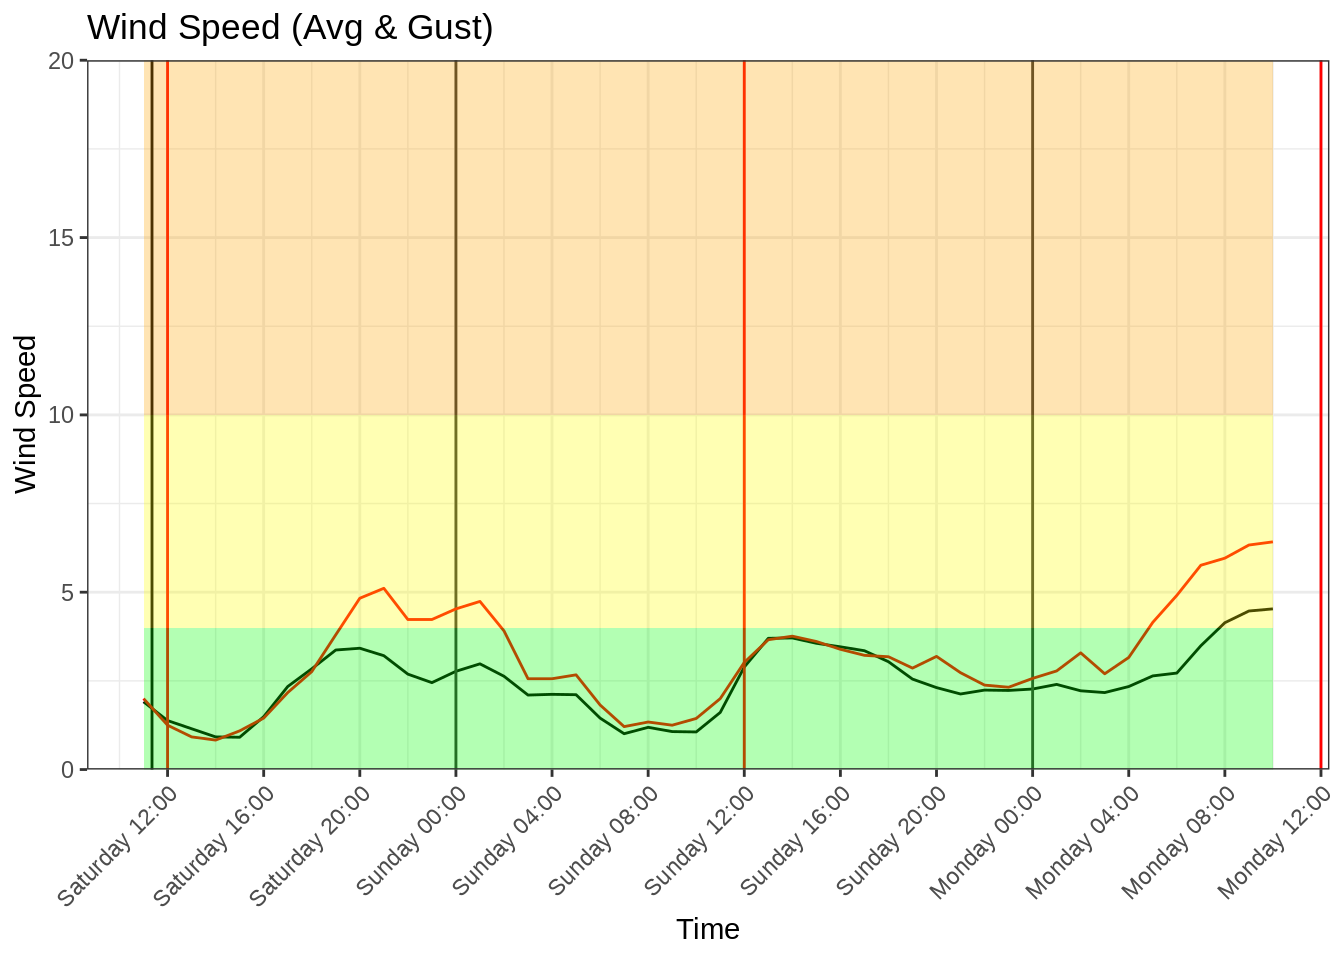 Wind Speed (Avg & Gust)
20
15
10
5
0
Wind Speed
Saturday 12:00
Saturday 16:00
Saturday 20:00
Sunday 00:00
Sunday 04:00
Sunday 08:00
Sunday 12:00
Sunday 16:00
Sunday 20:00
Monday 00:00
Monday 04:00
Monday 08:00
Monday 12:00
Time